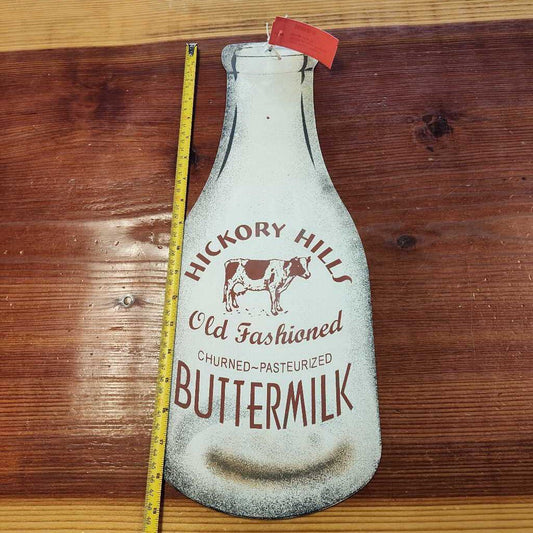 HICKORY HILLS
Old Fashioned
CHURNED~PASTEURIZED
BUTTERMILK